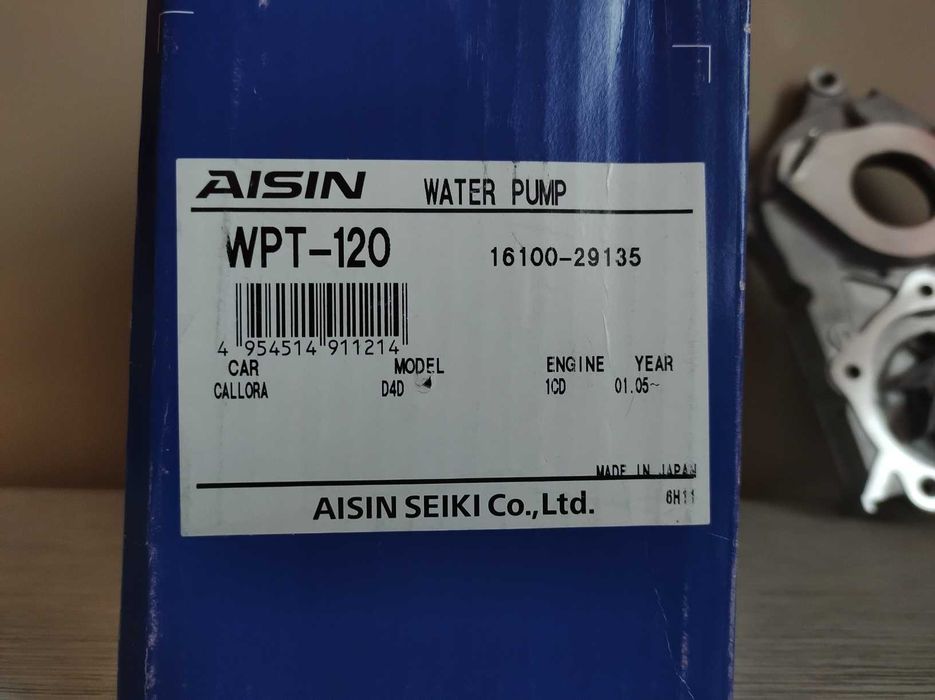 AISIN WATER PUMP
WPT-120 16100-29135
4 954514 911214
CAR MODEL ENGINE YEAR
CALLORA D4D 1CD 01.05~
MADE IN JAPAN
AISIN SEIKI Co.,Ltd. 6H11